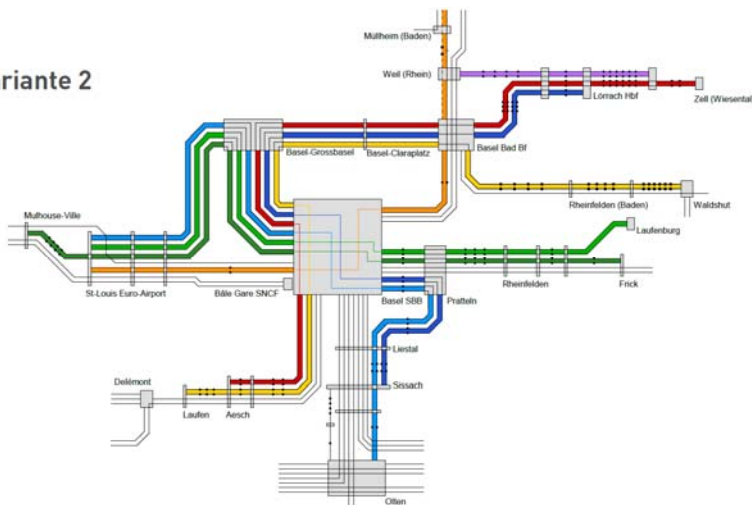 Müllheim (Baden)
Weil (Rhein)
riante 2
Lörrach Hbf
Zell (Wiesental
Basel-Grossbasel
Basel-Claraplatz
Basel Bad Bf
Mulhouse-Ville
Rheinfelden (Baden)
Waldshut
Laufenburg
St-Louis Euro-Airport
Bâle Gare SNCF
Basel SBB
Pratteln
Rheinfelden
Frick
Liestal
Delémont
Sissach
Laufen
Aesch
Olten